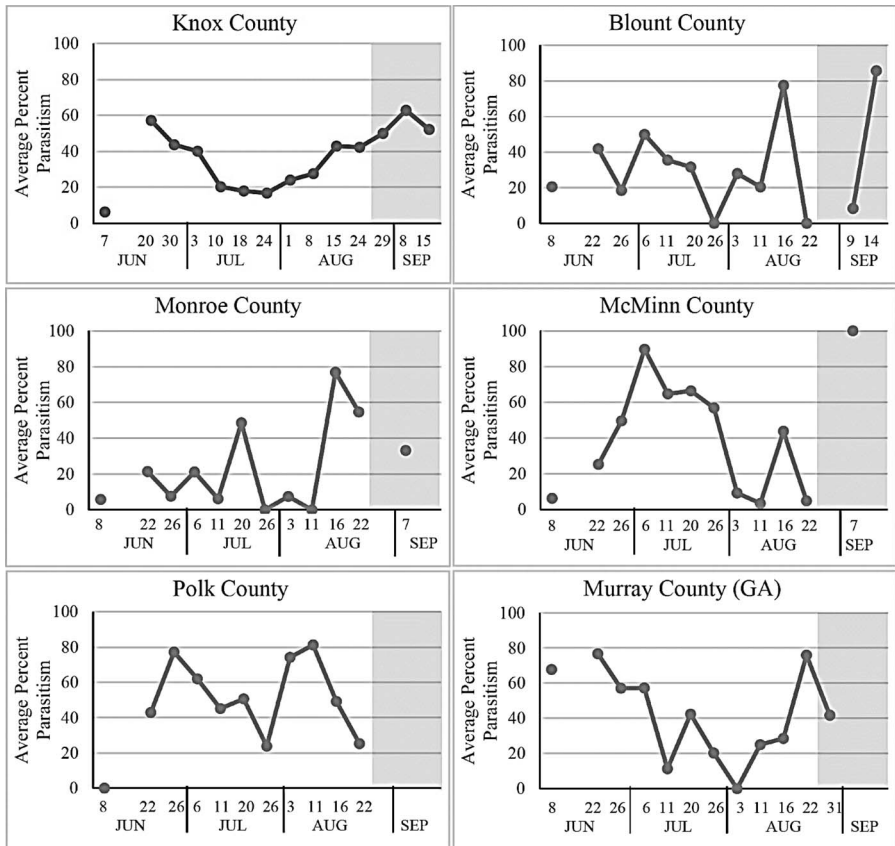 Knox County
Average Percent
Parasitism
100
80
60
40
20
0
7 20 30 3 10 18 24 1 8 15 24 29 8 15
JUN JUL AUG SEP
Blount County
Average Percent
Parasitism
100
80
60
40
20
0
8 22 26 6 11 20 26 3 11 16 22 9 14
JUN JUL AUG SEP
Monroe County
Average Percent
Parasitism
100
80
60
40
20
0
8 22 26 6 11 20 26 3 11 16 22 7
JUN JUL AUG SEP
McMinn County
Average Percent
Parasitism
100
80
60
40
20
0
8 22 26 6 11 20 26 3 11 16 22 7
JUN JUL AUG SEP
Polk County
Average Percent
Parasitism
100
80
60
40
20
0
8 22 26 6 11 20 26 3 11 16 22
JUN JUL AUG SEP
Murray County (GA)
Average Percent
Parasitism
100
80
60
40
20
0
8 22 26 6 11 20 26 3 11 16 22 31
JUN JUL AUG SEP